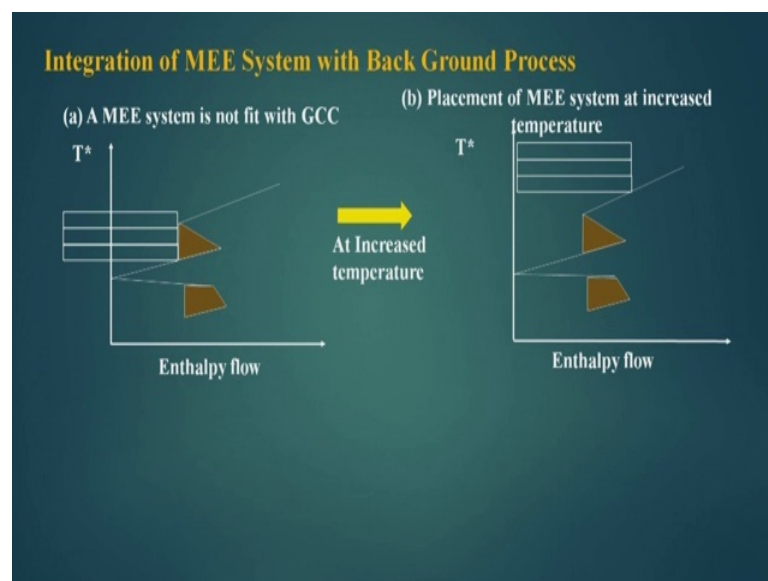 Integration of MEE System with Back Ground Process
(a) A MEE system is not fit with GCC
T*
Enthalpy flow
At Increased
temperature
(b) Placement of MEE system at increased
temperature
T*
Enthalpy flow